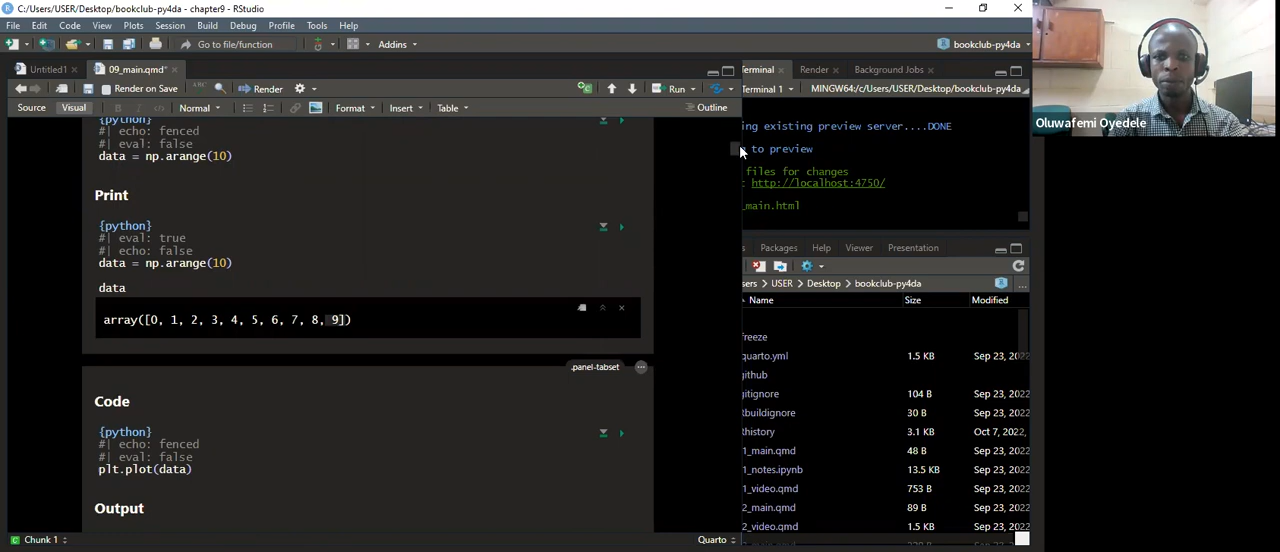 C:/Users/USER/Desktop/bookclub-py4da - chapter9 - RStudio
File Edit Code View Plots Session Build Debug Profile Tools Help
Go to file/function Addins bookclub-py4da
Untitled1 09_main.qmd*
Render on Save Render Run
Source Visual B I Normal Format Insert Table Outline
{python}
#| echo: fenced
#| eval: false
data = np.arange(10)
Print
{python}
#| eval: true
#| echo: false
data = np.arange(10)
data
array([0, 1, 2, 3, 4, 5, 6, 7, 8, 9])
.panel-tabset
Code
{python}
#| echo: fenced
#| eval: false
plt.plot(data)
Output
Chunk 1 Quarto
Terminal Render Background Jobs
Terminal 1 MINGW64:/c/Users/USER/Desktop/bookclub-py4da
ing existing preview server....DONE
to preview
files for changes
http://localhost:4750/
_main.html
s Packages Help Viewer Presentation
sers Desktop bookclub-py4da
Name Size Modified
freeze
quarto.yml 1.5 KB Sep 23, 202
github
gitignore 104 B Sep 23, 2022
Rbuildignore 30 B Sep 23, 2022
Rhistory 3.1 KB Oct 7, 2022,
1_main.qmd 48 B Sep 23, 2022
1_notes.ipynb 13.5 KB Sep 23, 2022
1_video.qmd 753 B Sep 23, 2022
2_main.qmd 89 B Sep 23, 2022
2_video.qmd 1.5 KB Sep 23, 2022
Oluwafemi Oyedele